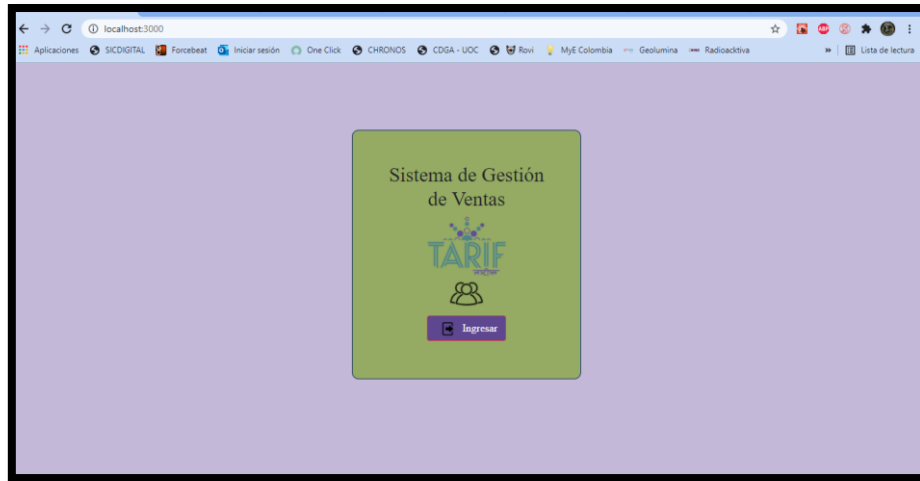 localhost:3000
Aplicaciones SICDIGITAL Forcebeat Iniciar sesión One Click CHRONOS CDGA - UOC Rovi MyE Colombia Geolumina Radioacktiva » Lista de lectura
Sistema de Gestión
de Ventas
TARIF
Ingresar